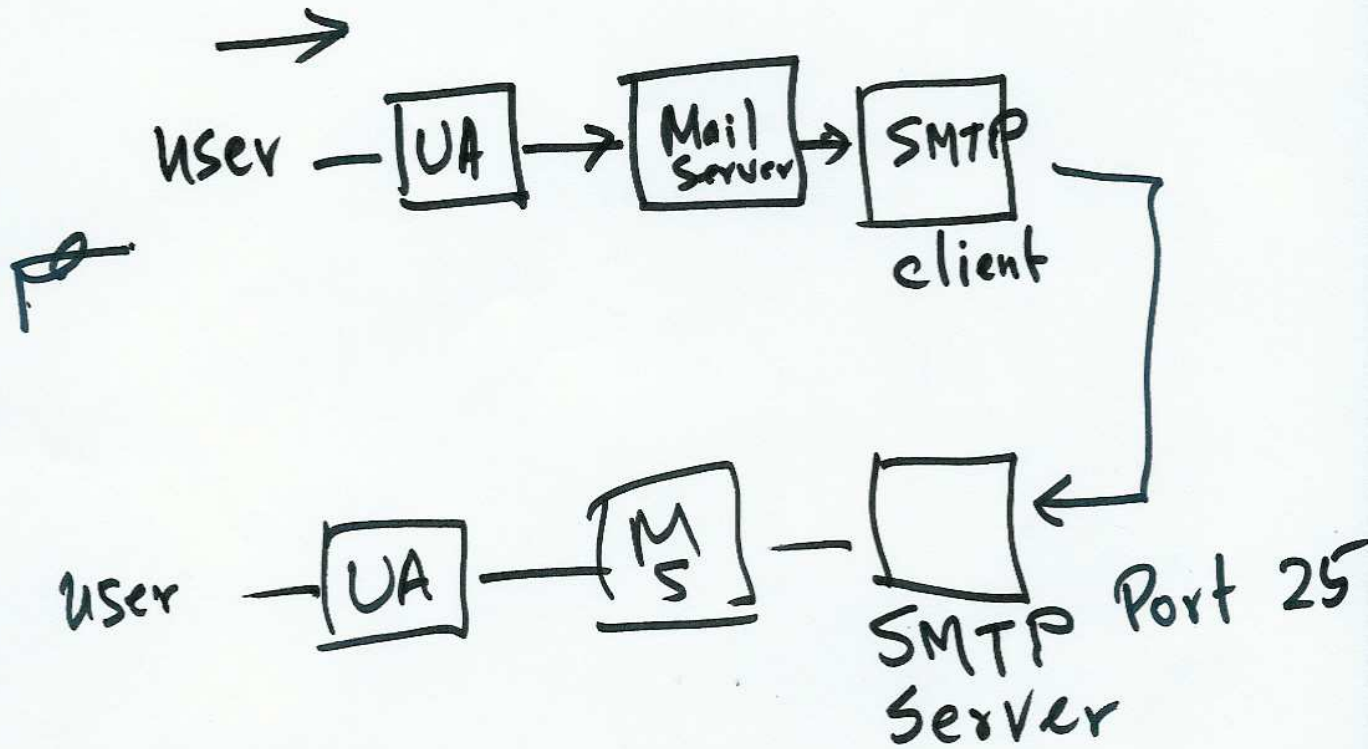 user UA Mail Server SMTP
client
user UA M S
SMTP Server
Port 25